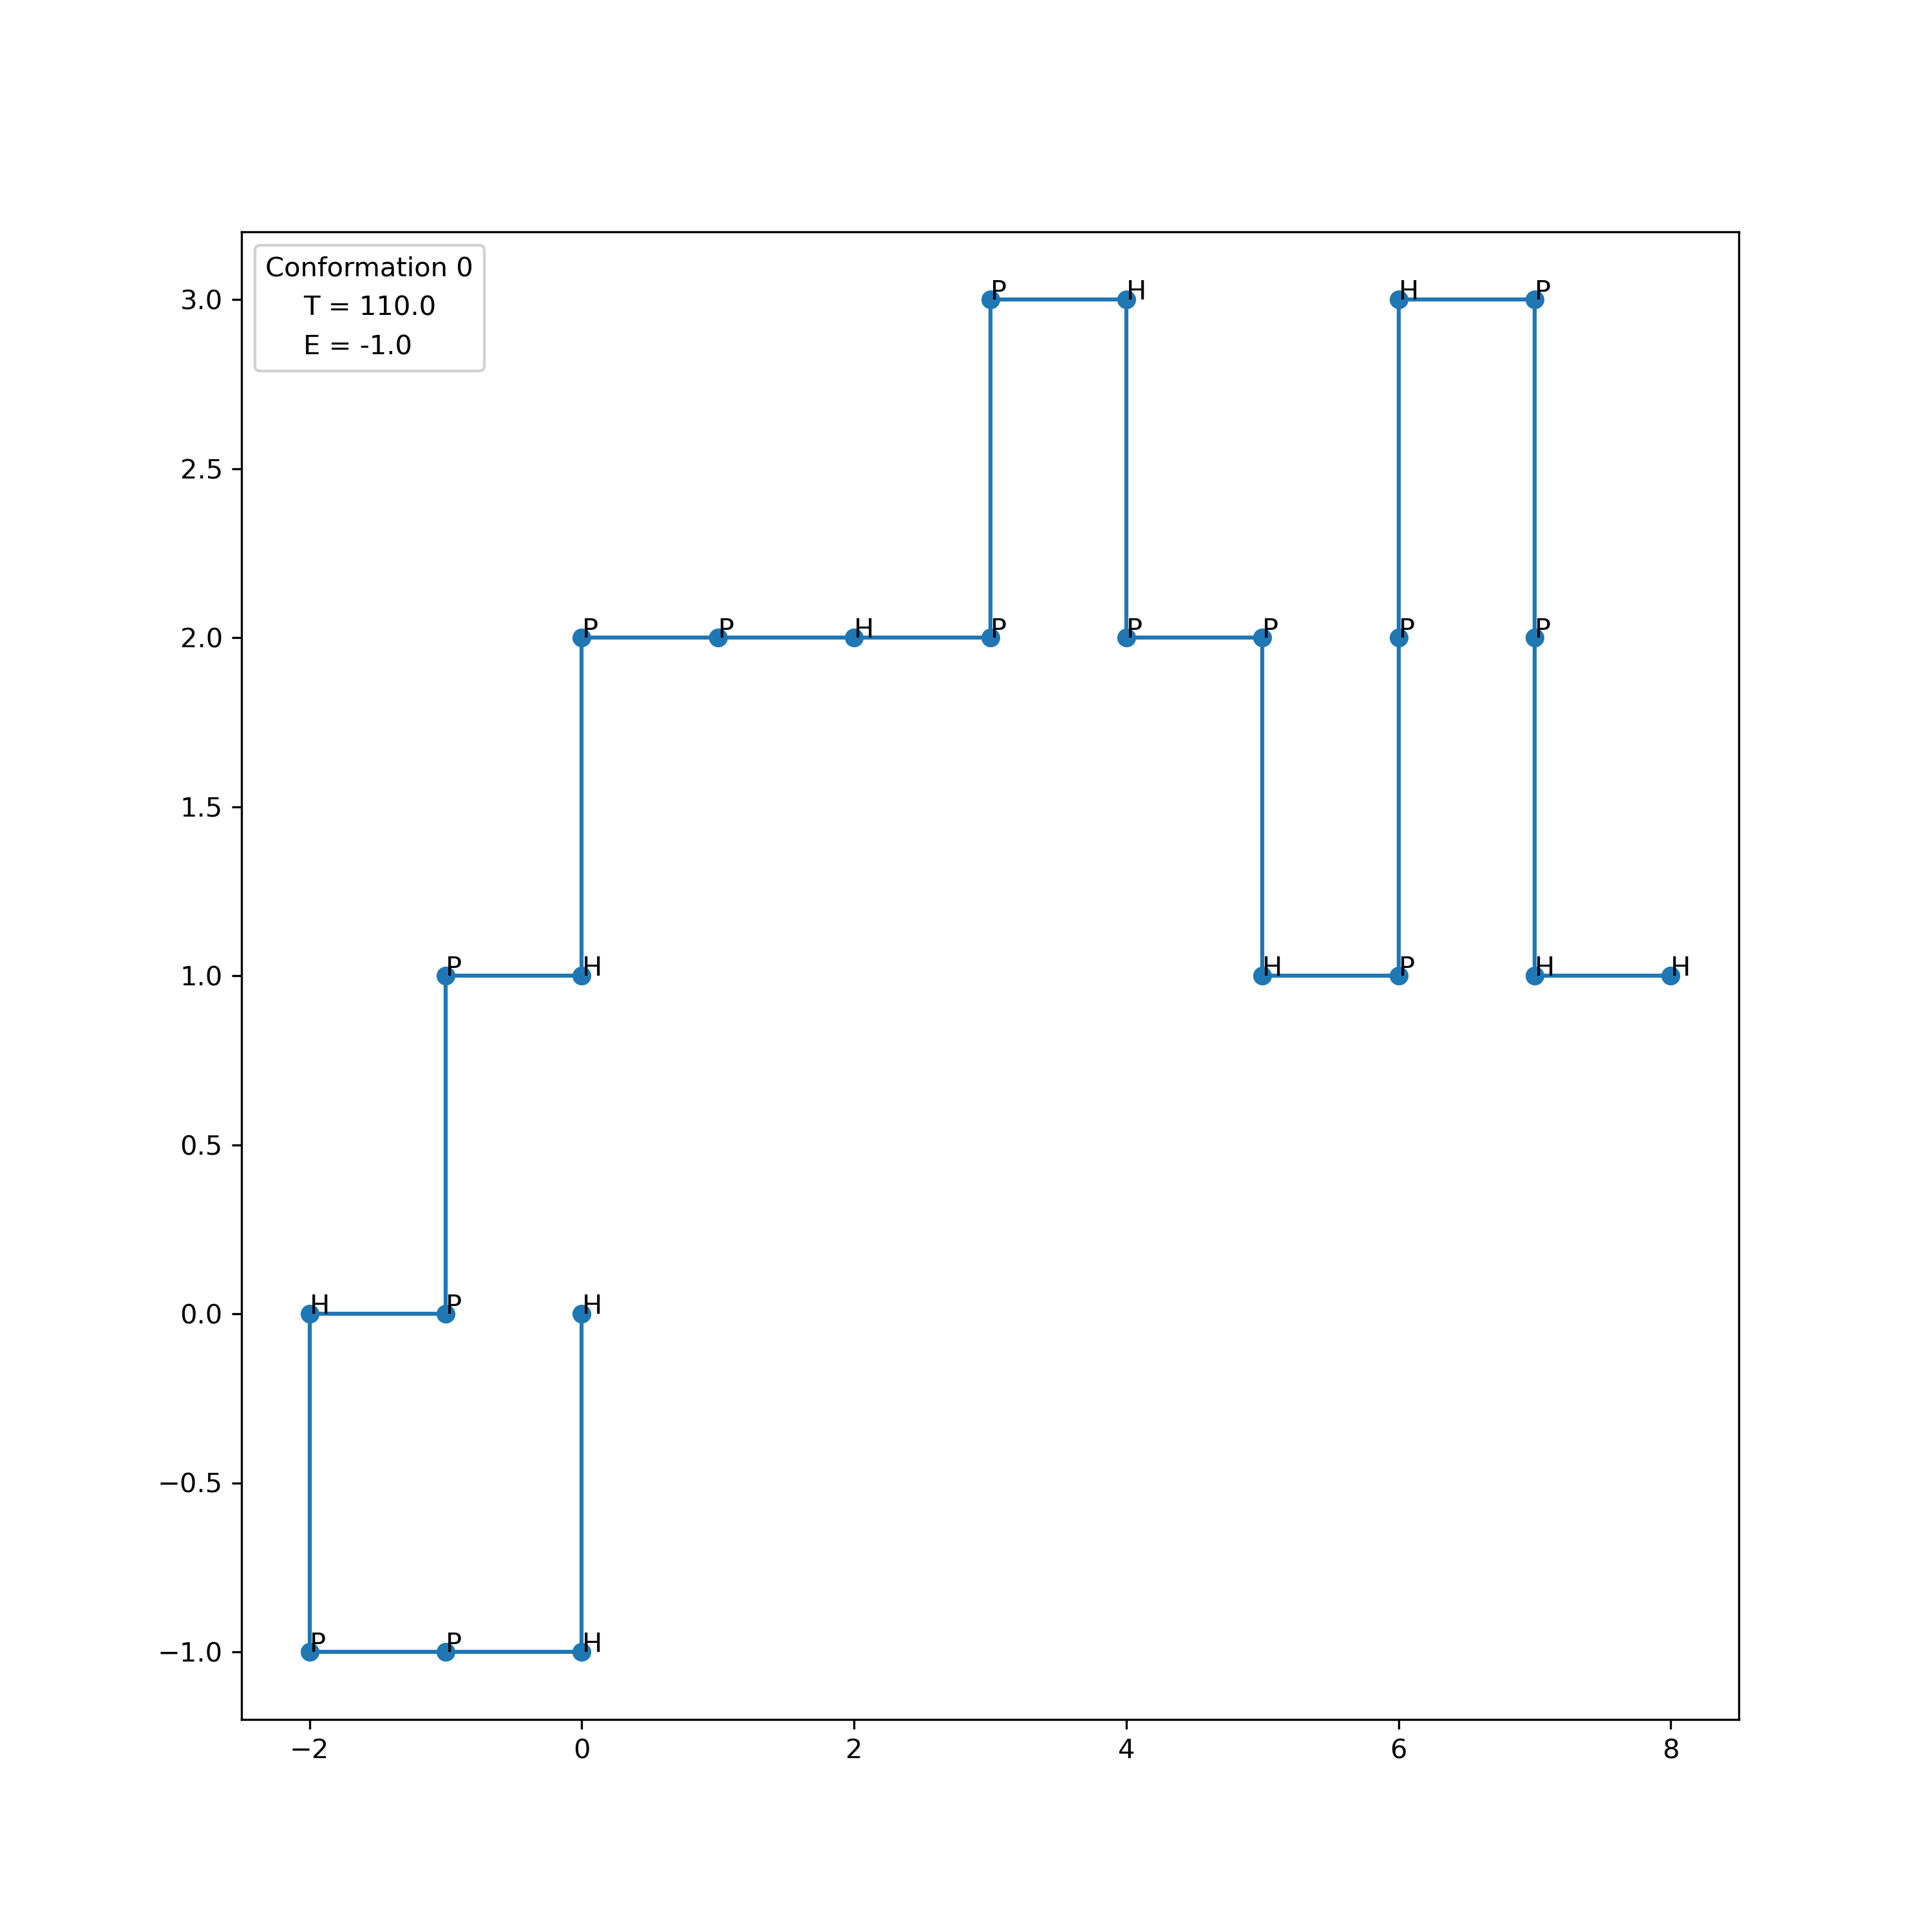 Conformation 0
T = 110.0
E = -1.0
3.0
2.5
2.0
1.5
1.0
0.5
0.0
−0.5
−1.0
P H H P
P P H P P P P P
P H H P H H
H P H
P P H
−2 0 2 4 6 8